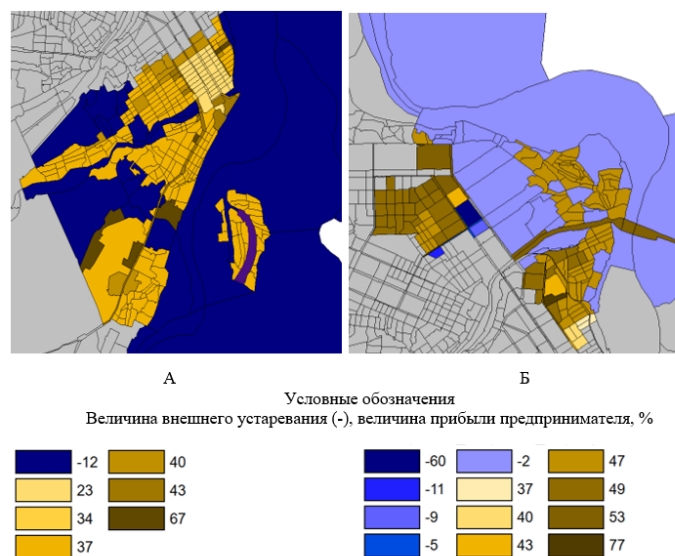 А Б
Условные обозначения
Величина внешнего устаревания (-), величина прибыли предпринимателя, %
-12 40
23 43
34 67
37
-60 -2 47
-11 37 49
-9 40 53
-5 43 77